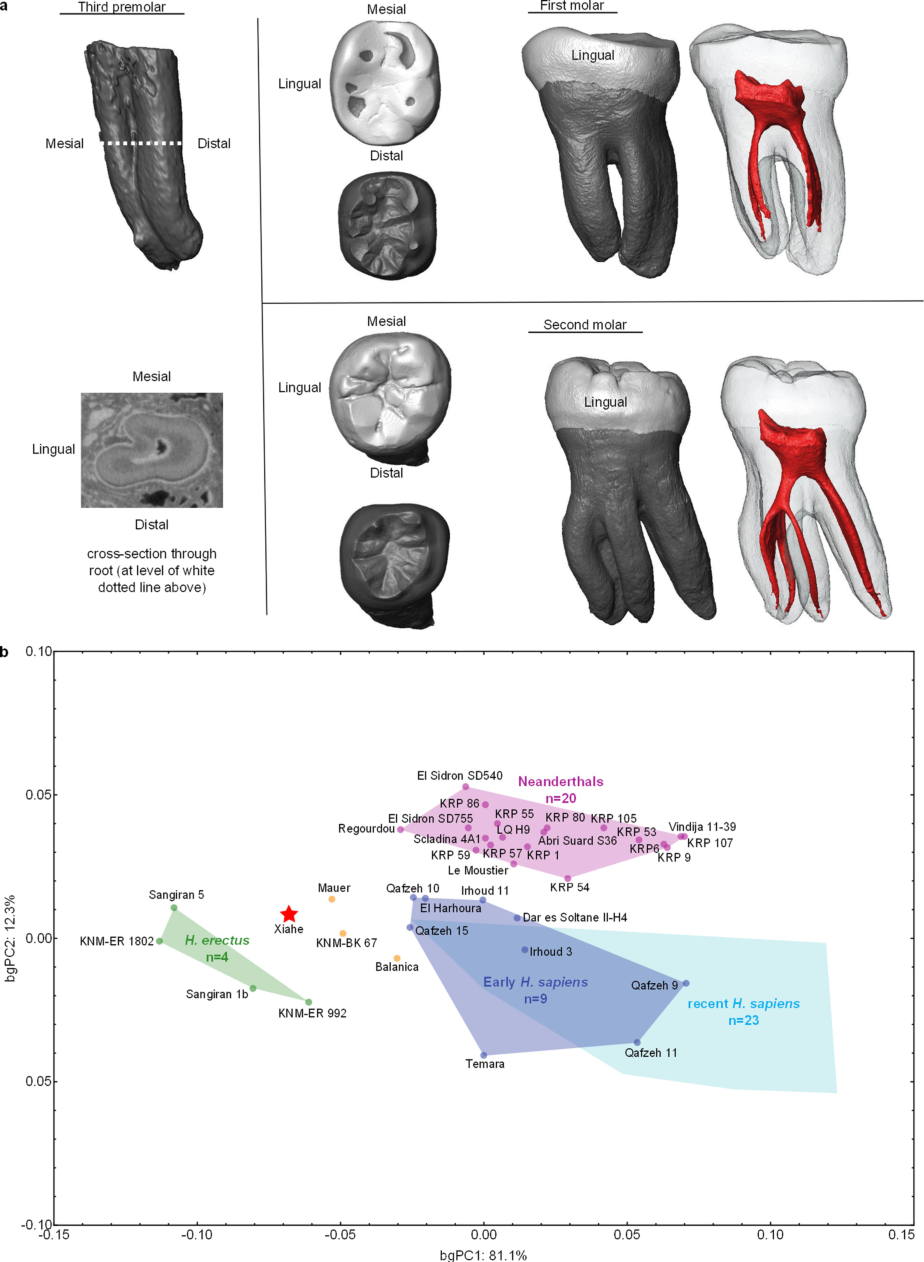 a
Third premolar
Mesial
Distal
Mesial
Lingual
Distal
cross-section through
root (at level of white
dotted line above)
Mesial
Lingual
Distal
First molar
Lingual
Mesial
Lingual
Distal
Second molar
Lingual
b
0.10
0.05
0.00
0.05
-0.10
bgPC2: 12.3%
-0.15
-0.10
-0.05
0.00
0.05
0.10
0.15
bgPC1: 81.1%
El Sidron SD540
Neanderthals
n=20
KRP 86
KRP 55
KRP 80
KRP 105
El Sidron SD755
Regourdou
LQ H9
KRP 53
Vindija 11-39
Scladina 4A1
Abri Suard S36
KRP6
KRP 107
KRP 59
KRP 57
KRP 1
KRP 9
Le Moustier
KRP 54
Sangiran 5
Mauer
Qafzeh 10
Irhoud 11
El Harhoura
Dar es Soltane II-H4
Xiahe
KNM-ER 1802
H. erectus
n=4
KNM-BK 67
Qafzeh 15
Irhoud 3
Balanica
Sangiran 1b
Early H. sapiens
n=9
Qafzeh 9
KNM-ER 992
recent H. sapiens
n=23
Qafzeh 11
Temara